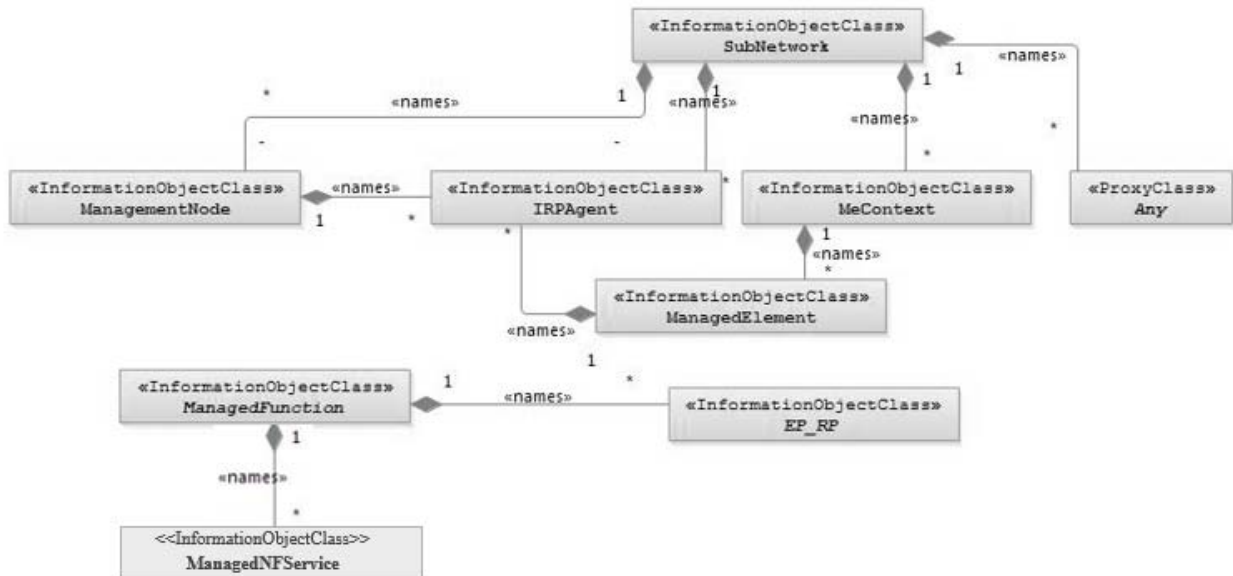 «InformationObjectClass»
SubNetwork
1
1
1
1
*
«names»
«names»
«names»
«names»
*
*
-
-
«InformationObjectClass»
ManagementNode
«names»
1
*
«InformationObjectClass»
IRPAgent
*
*
«InformationObjectClass»
MeContext
«ProxyClass»
Any
1
«names»
*
«InformationObjectClass»
ManagedElement
«names»
1
«InformationObjectClass»
ManagedFunction
1
«names»
*
«InformationObjectClass»
EP_RP
1
«names»
*
<<InformationObjectClass>>
ManagedNFService